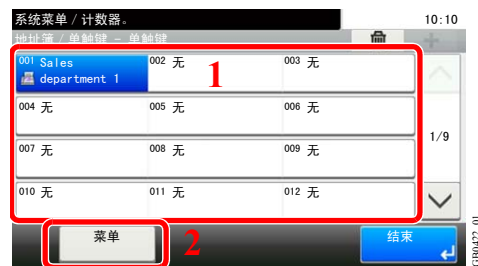 系统菜单 / 计数器。
10:10
地址簿 / 单触键 - 单触键
001 Sales department 1
002 无
1
003 无
004 无
005 无
006 无
1/9
007 无
008 无
009 无
010 无
011 无
012 无
菜单
2
结束
GB0422_01